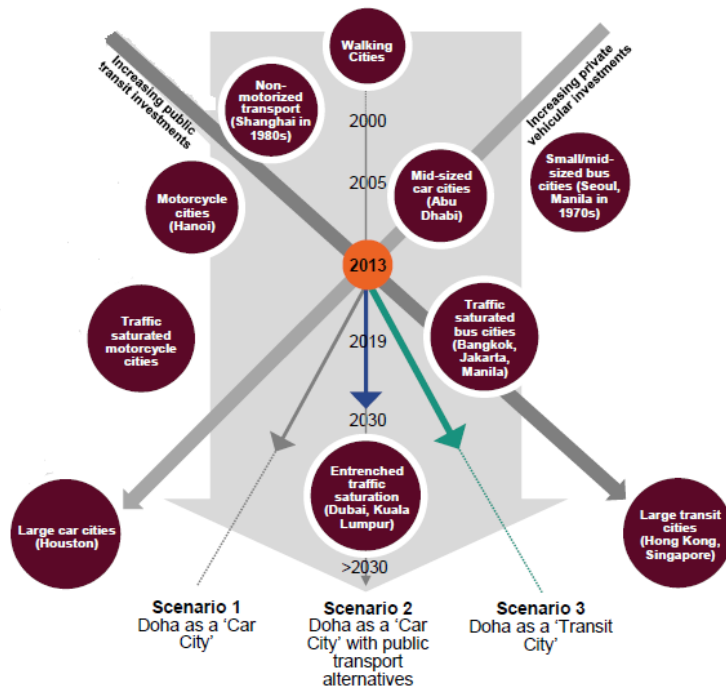 Walking
Cities
Increasing public
transit investments
Increasing private
vehicular investments
Non-
motorized transport
(Shanghai in
1980s)
2000
2005
Mid-sized
car cities
(Abu
Dhabi)
Small/mid-
sized bus
cities (Seoul,
Manila in
1970s)
Motorcycle
cities
(Hanoi)
2013
Traffic
saturated
motorcycle
cities
2019
Traffic
saturated
bus cities
(Bangkok,
Jakarta,
Manila)
2030
Entrenched
traffic
saturation
(Dubai, Kuala
Lumpur)
Large car cities
(Houston)
Large transit
cities
(Hong Kong,
Singapore)
>2030
Scenario 1
Doha as a ‘Car
City’
Scenario 2
Doha as a ‘Car
City’ with public
transport
alternatives
Scenario 3
Doha as a ‘Transit
City’